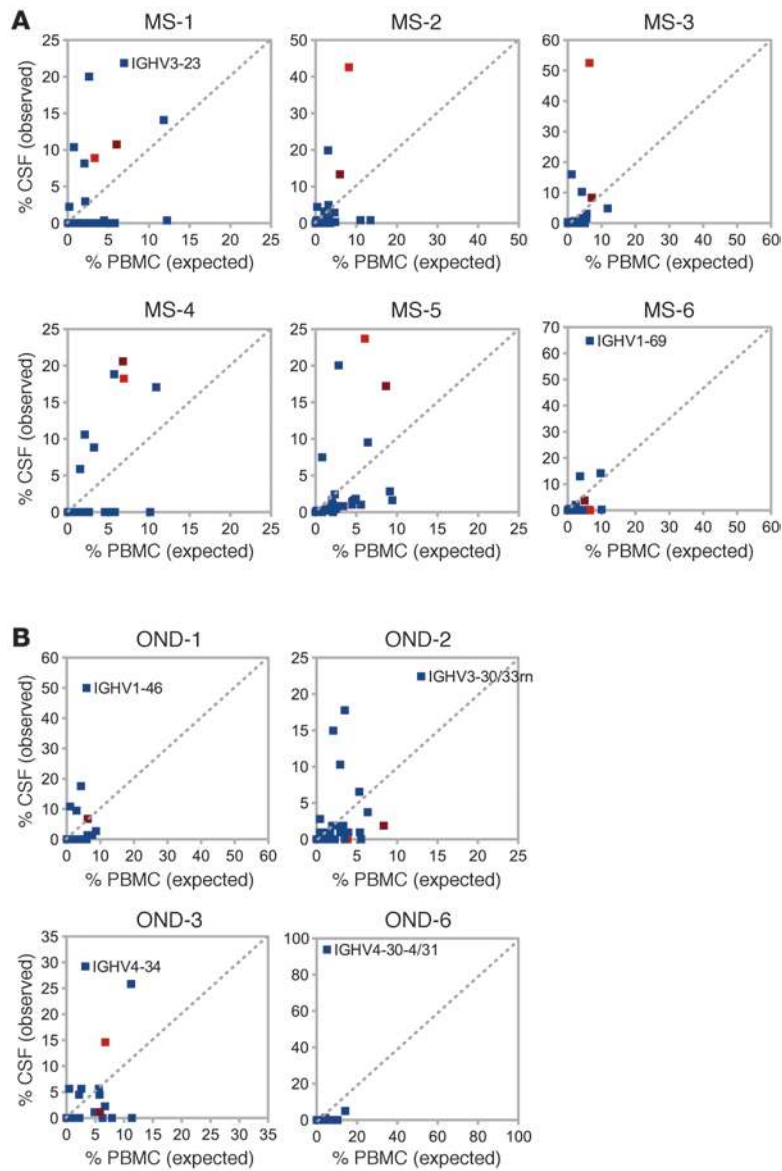 A
MS-1
MS-2
MS-3
% CSF (observed)
25
20
15
10
5
0
IGHV3-23
0 5 10 15 20 25
% PBMC (expected)
50
40
30
20
10
0
0 10 20 30 40 50
% PBMC (expected)
60
50
40
30
20
10
0
0 10 20 30 40 50 60
% PBMC (expected)
MS-4
MS-5
MS-6
% CSF (observed)
25
20
15
10
5
0
0 5 10 15 20 25
% PBMC (expected)
25
20
15
10
5
0
0 5 10 15 20 25
% PBMC (expected)
70
60
50
40
30
20
10
0
IGHV1-69
0 10 20 30 40 50 60
% PBMC (expected)
B
OND-1
OND-2
% CSF (observed)
60
50
40
30
20
10
0
IGHV1-46
0 10 20 30 40 50 60
% PBMC (expected)
25
20
15
10
5
0
IGHV3-30/33rn
0 5 10 15 20 25
% PBMC (expected)
OND-3
OND-6
% CSF (observed)
35
30
25
20
15
10
5
0
IGHV4-34
0 5 10 15 20 25 30 35
% PBMC (expected)
100
80
60
40
20
0
IGHV4-30-4/31
0 20 40 60 80 100
% PBMC (expected)